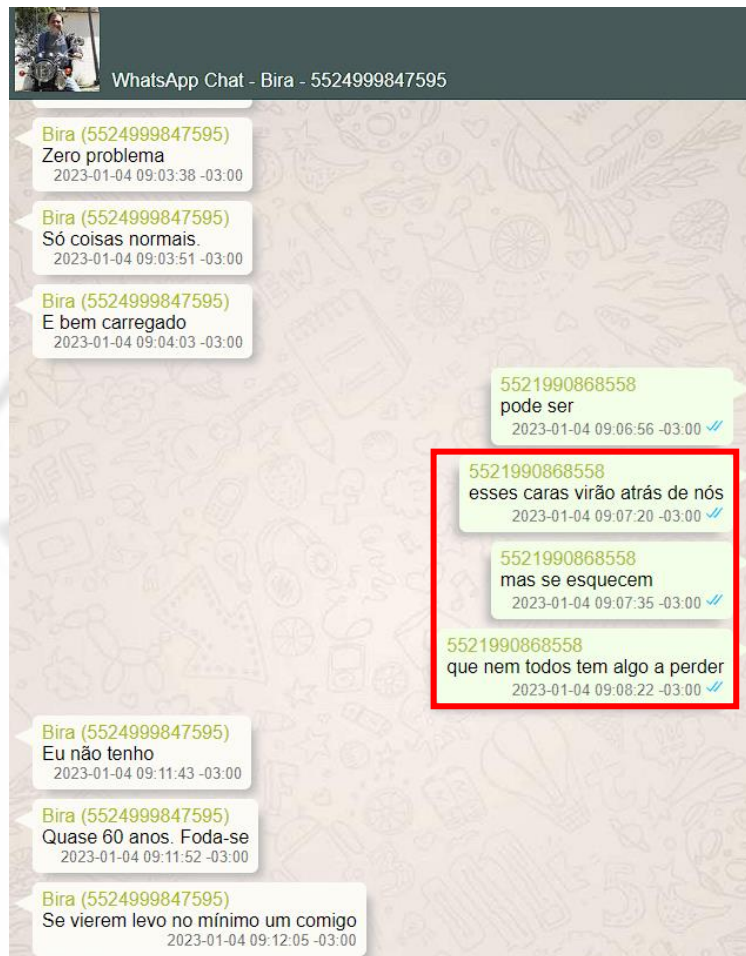 WhatsApp Chat - Bira - 5524999847595
Bira (5524999847595)
Zero problema
2023-01-04 09:03:38 -03:00
Bira (5524999847595)
Só coisas normais.
2023-01-04 09:03:51 -03:00
Bira (5524999847595)
E bem carregado
2023-01-04 09:04:03 -03:00
5521990868558
pode ser
2023-01-04 09:06:56 -03:00
5521990868558
esses caras virão atrás de nós
2023-01-04 09:07:20 -03:00
5521990868558
mas se esquecem
2023-01-04 09:07:35 -03:00
5521990868558
que nem todos tem algo a perder
2023-01-04 09:08:22 -03:00
Bira (5524999847595)
Eu não tenho
2023-01-04 09:11:43 -03:00
Bira (5524999847595)
Quase 60 anos. Foda-se
2023-01-04 09:11:52 -03:00
Bira (5524999847595)
Se vierem levo no mínimo um comigo
2023-01-04 09:12:05 -03:00